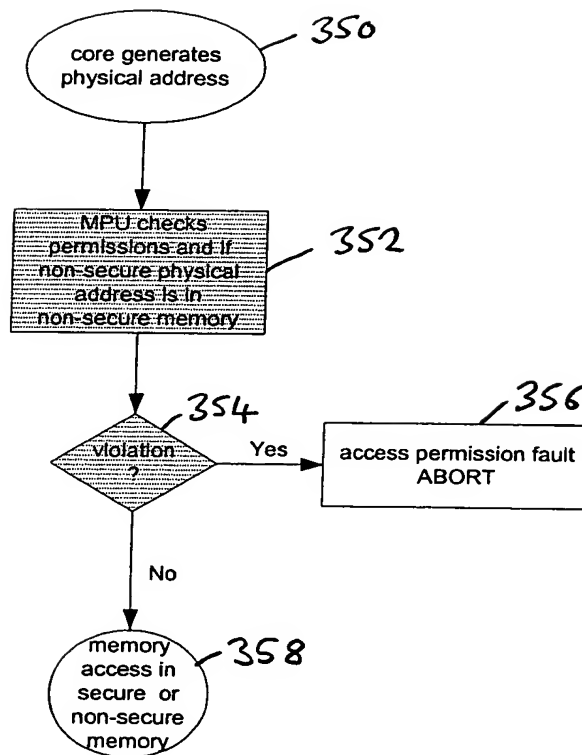 core generates
physical address
350
MPU checks
permissions and if
non-secure physical
address is in
non-secure memory
352
violation
?
354
Yes
access permission fault
ABORT
356
No
memory
access in
secure or
non-secure
memory
358